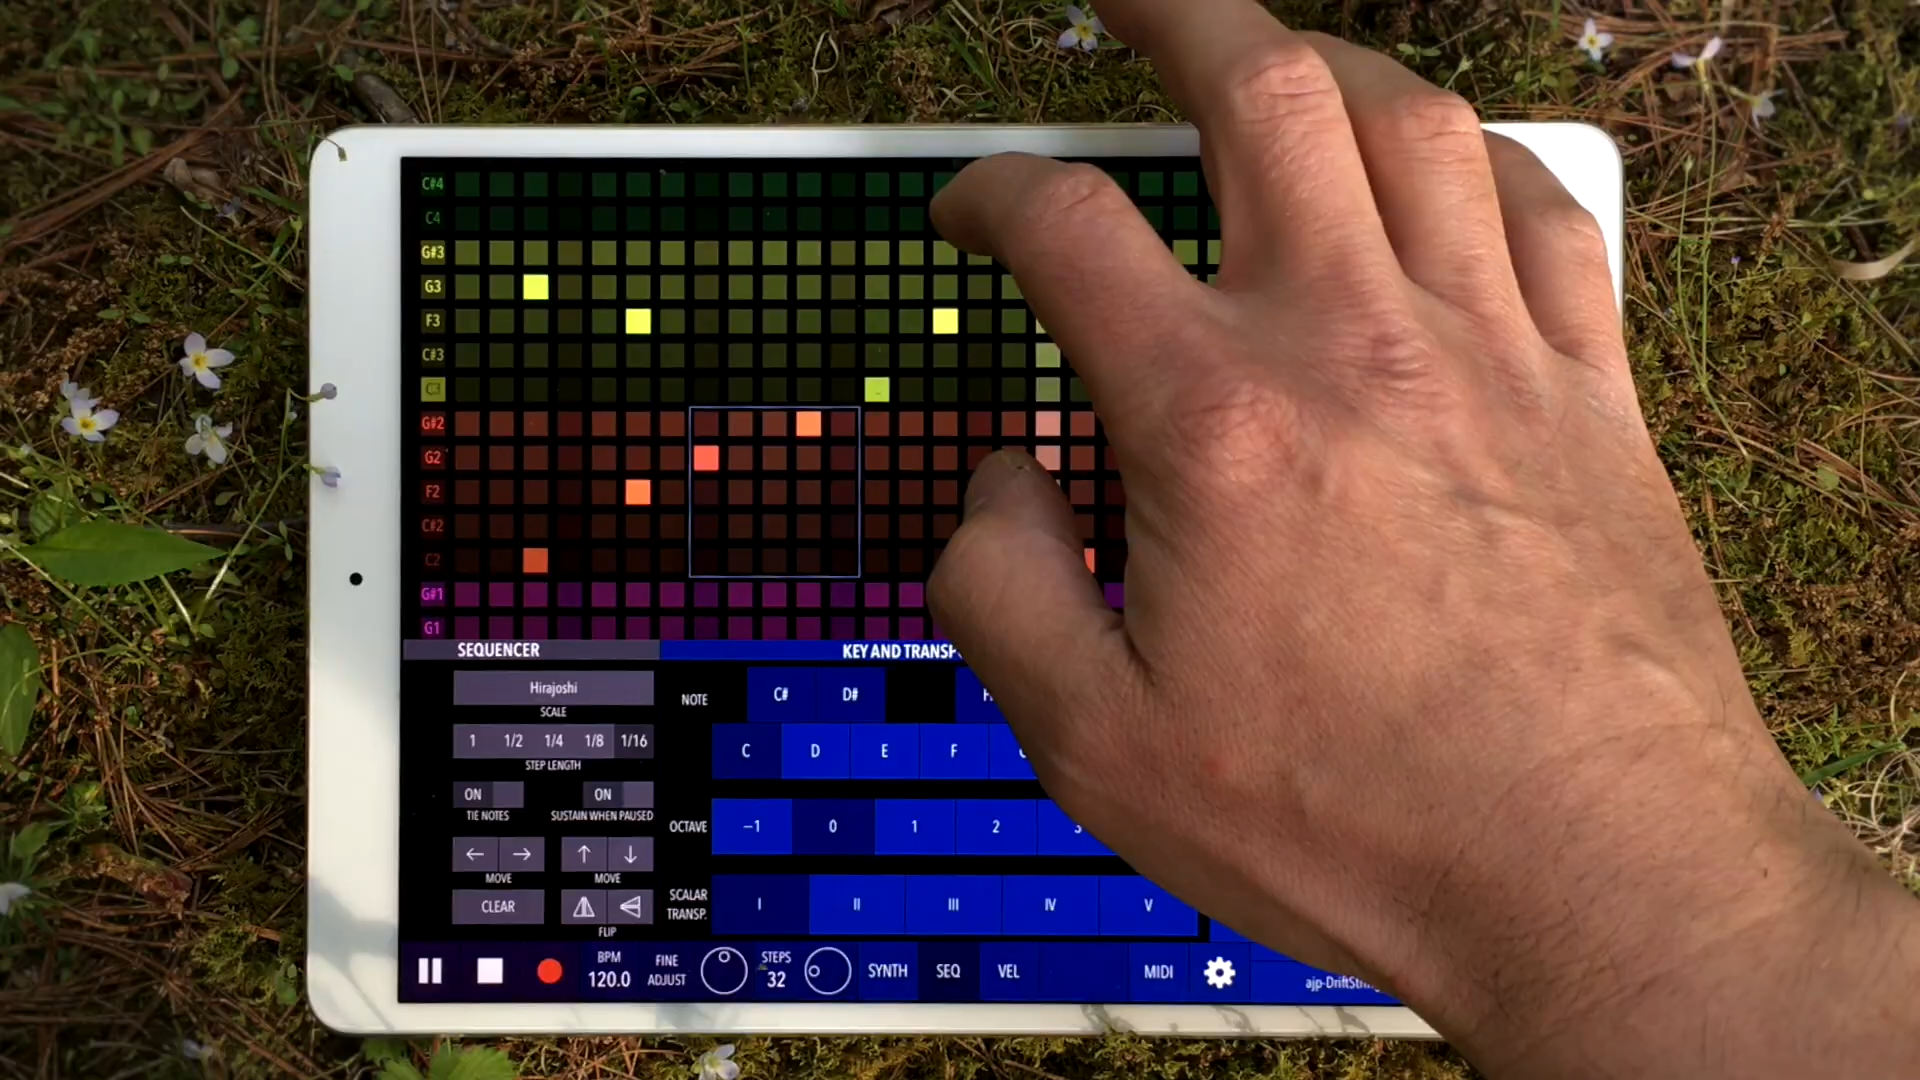 C#4
C4
G#3
G3
F3
C#3
C3
G#2
G2
F2
C#2
C2
G#1
G1
SEQUENCER
KEY AND TRANSP
Hirajoshi
SCALE
1 1/2 1/4 1/8 1/16
STEP LENGTH
ON ON
TIE NOTES SUSTAIN WHEN PAUSED
MOVE MOVE
CLEAR
FLIP
NOTE C# D#
C D E F
OCTAVE −1 0 1 2 3
SCALAR TRANSP. I II III IV V
BPM 120.0 FINE ADJUST STEPS 32 SYNTH SEQ VEL MIDI